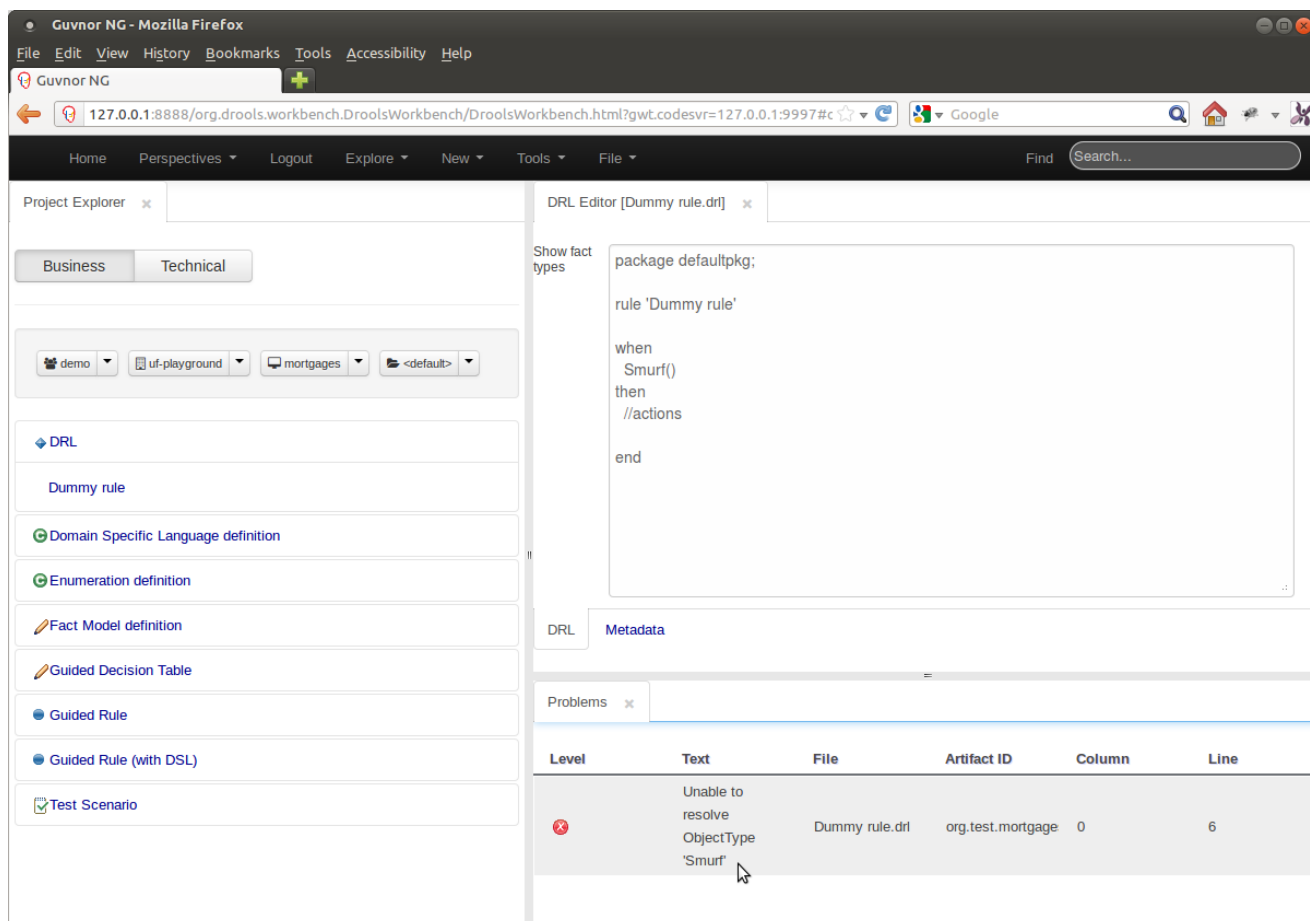 Guvnor NG - Mozilla Firefox
File Edit View History Bookmarks Tools Accessibility Help
Guvnor NG
127.0.0.1:8888/org.drools.workbench.DroolsWorkbench/DroolsWorkbench.html?gwt.codesvr=127.0.0.1:9997#c
Google
Home Perspectives Logout Explore New Tools File Find Search...
Project Explorer
Business Technical
demo uf-playground mortgages <default>
DRL
Dummy rule
Domain Specific Language definition
Enumeration definition
Fact Model definition
Guided Decision Table
Guided Rule
Guided Rule (with DSL)
Test Scenario
DRL Editor [Dummy rule.drl]
Show fact
types
package defaultpkg;
rule 'Dummy rule'
when
Smurf()
then
//actions
end
DRL Metadata
Problems
Level Text File Artifact ID Column Line
Unable to
resolve
ObjectType
'Smurf'
Dummy rule.drl org.test.mortgage 0 6